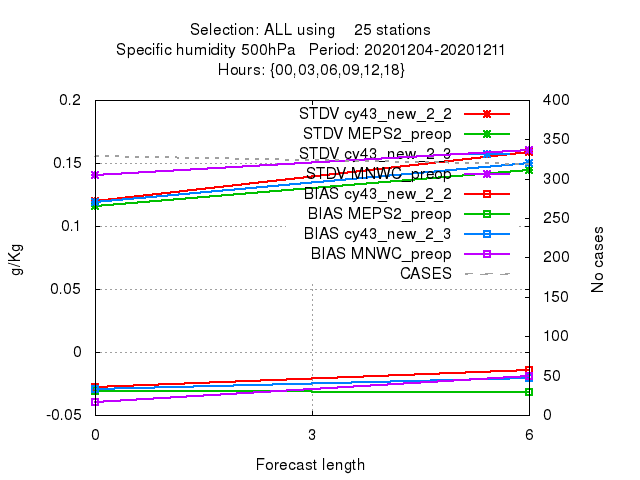 Selection: ALL using 25 stations
Specific humidity 500hPa Period: 20201204-20201211
Hours: {00,03,06,09,12,18}
0.2
0.15
0.1
0.05
0
-0.05
g/Kg
STDV cy43_new_2_2
STDV MEPS2_preop
STDV cy43_new_2_3
STDV MNWC_preop
BIAS cy43_new_2_2
BIAS MEPS2_preop
BIAS cy43_new_2_3
BIAS MNWC_preop
CASES
400
350
300
250
200
150
100
50
0
No cases
0 3 6
Forecast length